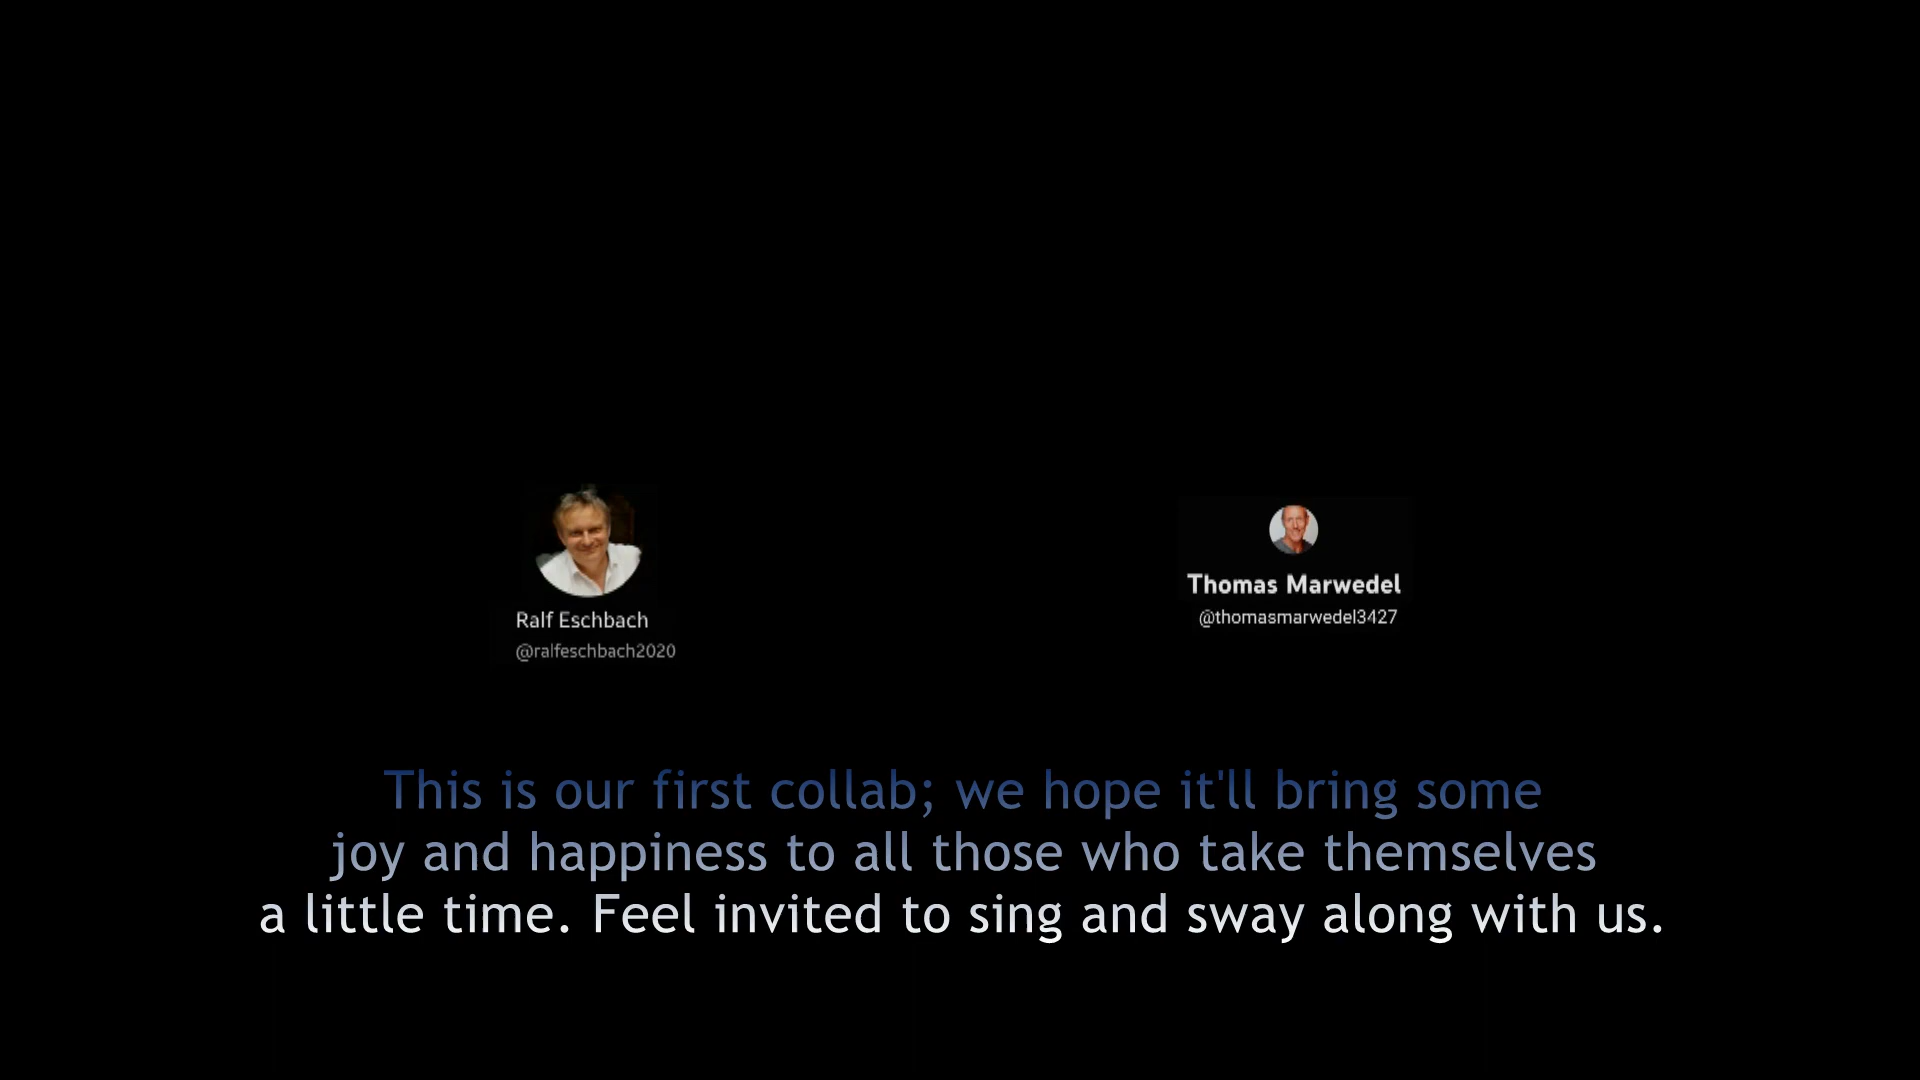 Ralf Eschbach
@ralfeschbach2020
Thomas Marwedel
@thomasmarwedel3427
This is our first collab; we hope it'll bring some
joy and happiness to all those who take themselves
a little time. Feel invited to sing and sway along with us.